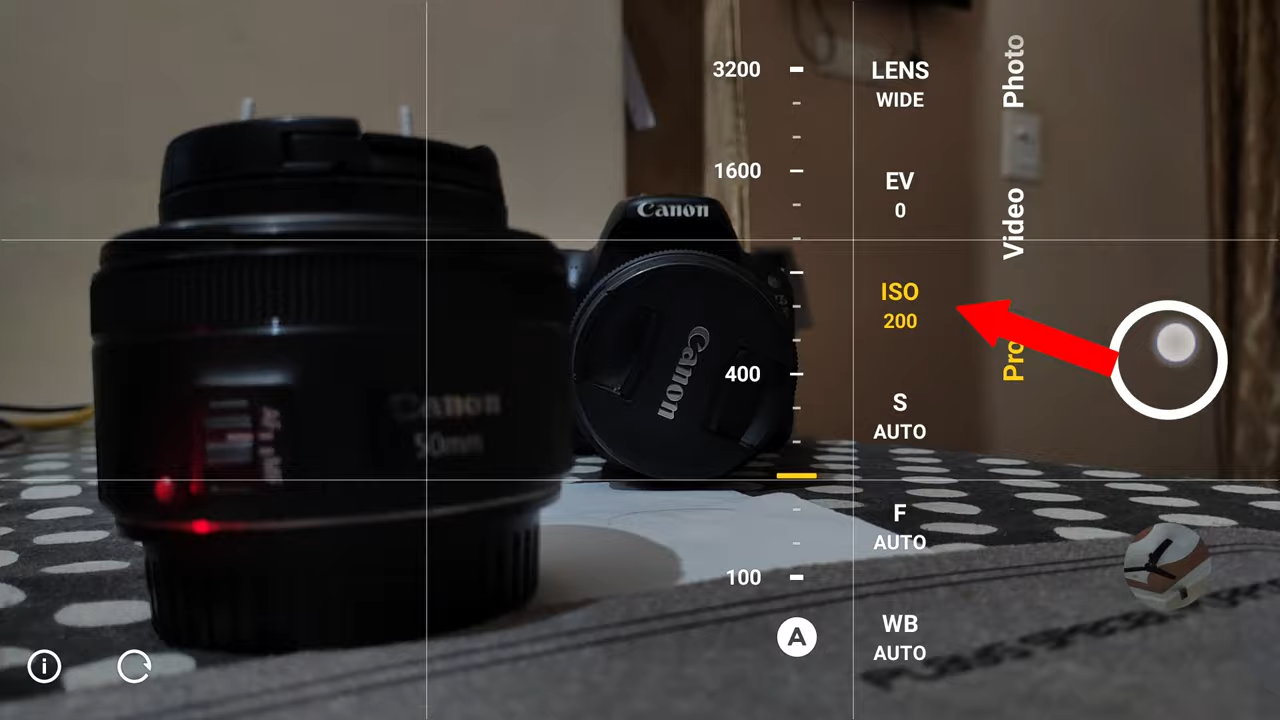 3200
1600
400
100
A
LENS
WIDE
EV
0
ISO
200
S
AUTO
F
AUTO
WB
AUTO
Photo
Video
Pro
Canon
Canon
Canon
50mm
i